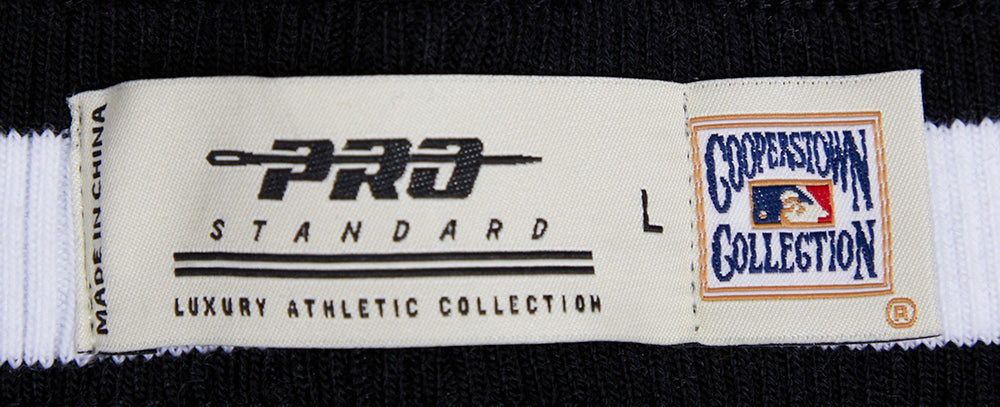 MADE IN CHINA
PRO
STANDARD
LUXURY ATHLETIC COLLECTION
L
COOPERSTOWN
COLLECTION
®